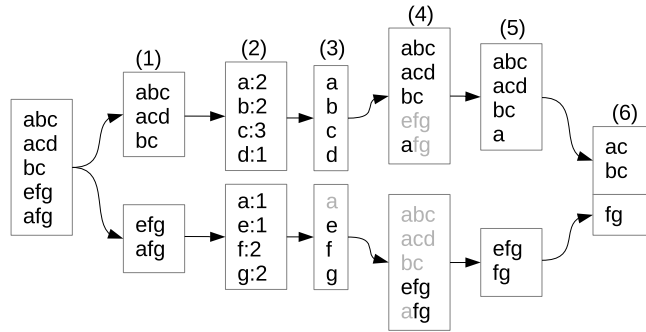 abc
acd
bc
efg
afg
(1)
abc
acd
bc
efg
afg
(2)
a:2
b:2
c:3
d:1
a:1
e:1
f:2
g:2
(3)
a
b
c
d
a
e
f
g
(4)
abc
acd
bc
efg
afg
abc
acd
bc
efg
afg
(5)
abc
acd
bc
a
efg
fg
(6)
ac
bc
fg